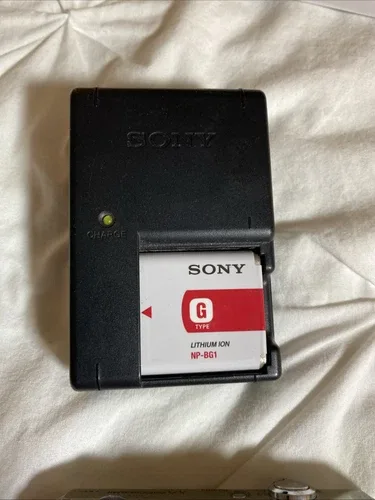 SONY
CHARGE
SONY
G
TYPE
LITHIUM ION
NP-BG1